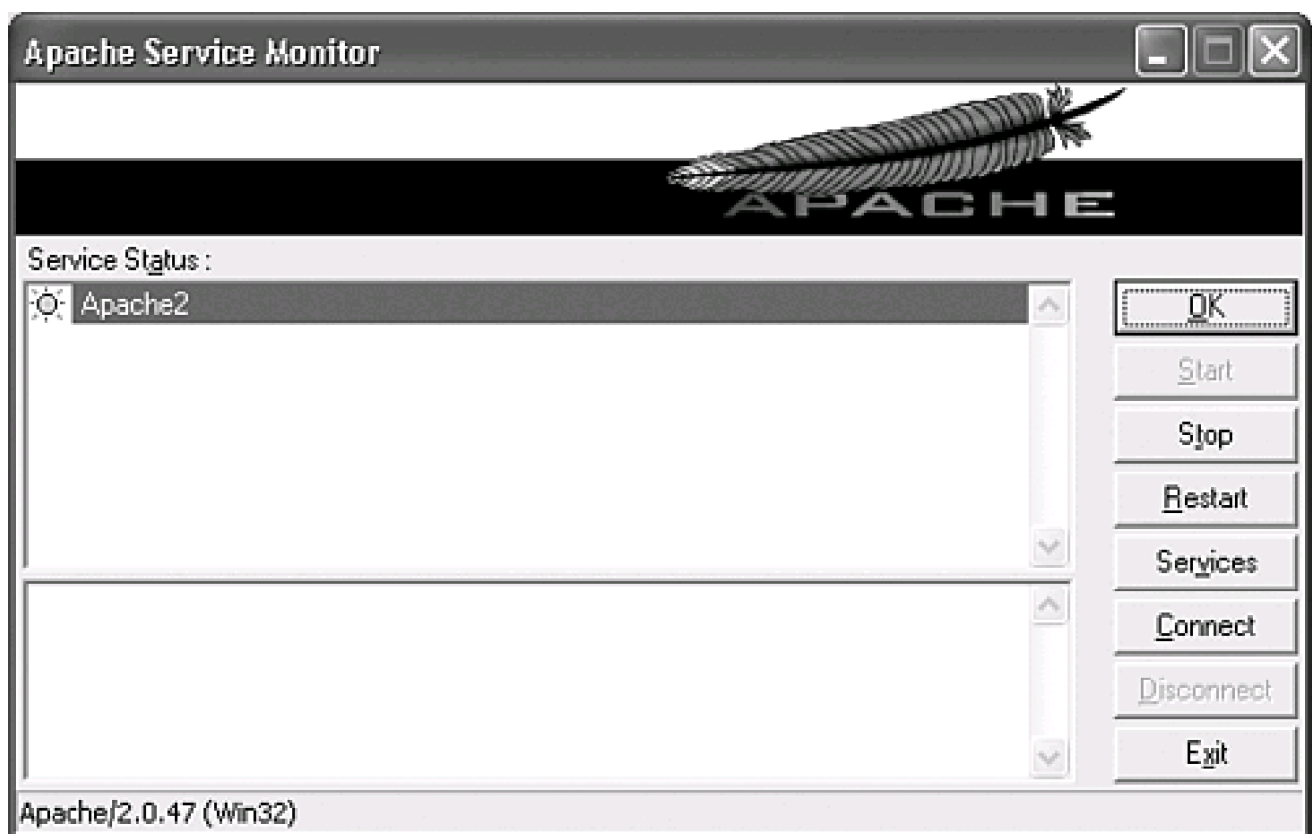 Apache Service Monitor
APACHE
Service Status :
Apache2
OK
Start
Stop
Restart
Services
Connect
Disconnect
Exit
Apache/2.0.47 (Win32)